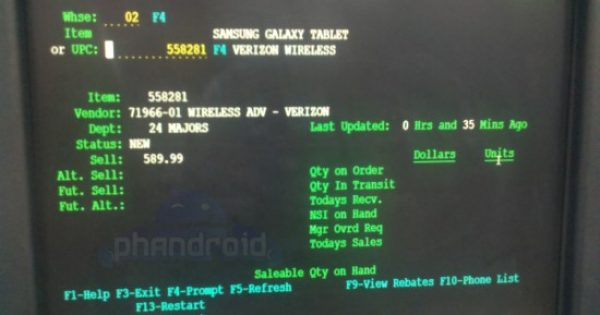 Whse: 02 F4
Item SAMSUNG GALAXY TABLET
or UPC: 558281 F4 VERIZON WIRELESS
Item: 558281
Vendor: 71966-01 WIRELESS ADV - VERIZON
Dept: 24 MAJORS Last Updated: 0 Hrs and 35 Mins Ago
Status: NEW
Dollars Units
Sell: 589.99
Alt. Sell: Qty on Order
Fut. Sell: Qty In Transit
Fut. Alt.: Todays Recv.
NSI on Hand
Mgr Ovrd Req
Todays Sales
phandroid
Saleable Qty on Hand
F1-Help F3-Exit F4-Prompt F5-Refresh F9-View Rebates F10-Phone List
F13-Restart